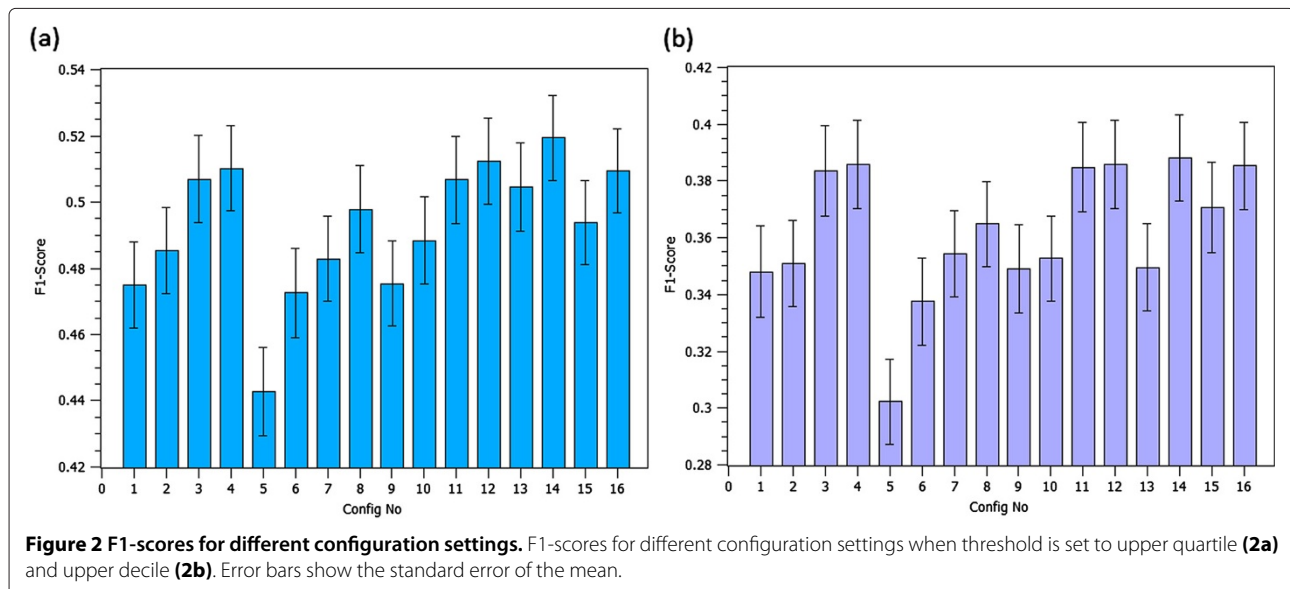 (a)
0.54
0.52
0.5
0.48
0.46
0.44
0.42
F1-Score
0 1 2 3 4 5 6 7 8 9 10 11 12 13 14 15 16
Config No
(b)
0.42
0.4
0.38
0.36
0.34
0.32
0.3
0.28
F1-Score
0 1 2 3 4 5 6 7 8 9 10 11 12 13 14 15 16
Config No
Figure 2 F1-scores for different configuration settings. F1-scores for different configuration settings when threshold is set to upper quartile (2a)
and upper decile (2b). Error bars show the standard error of the mean.